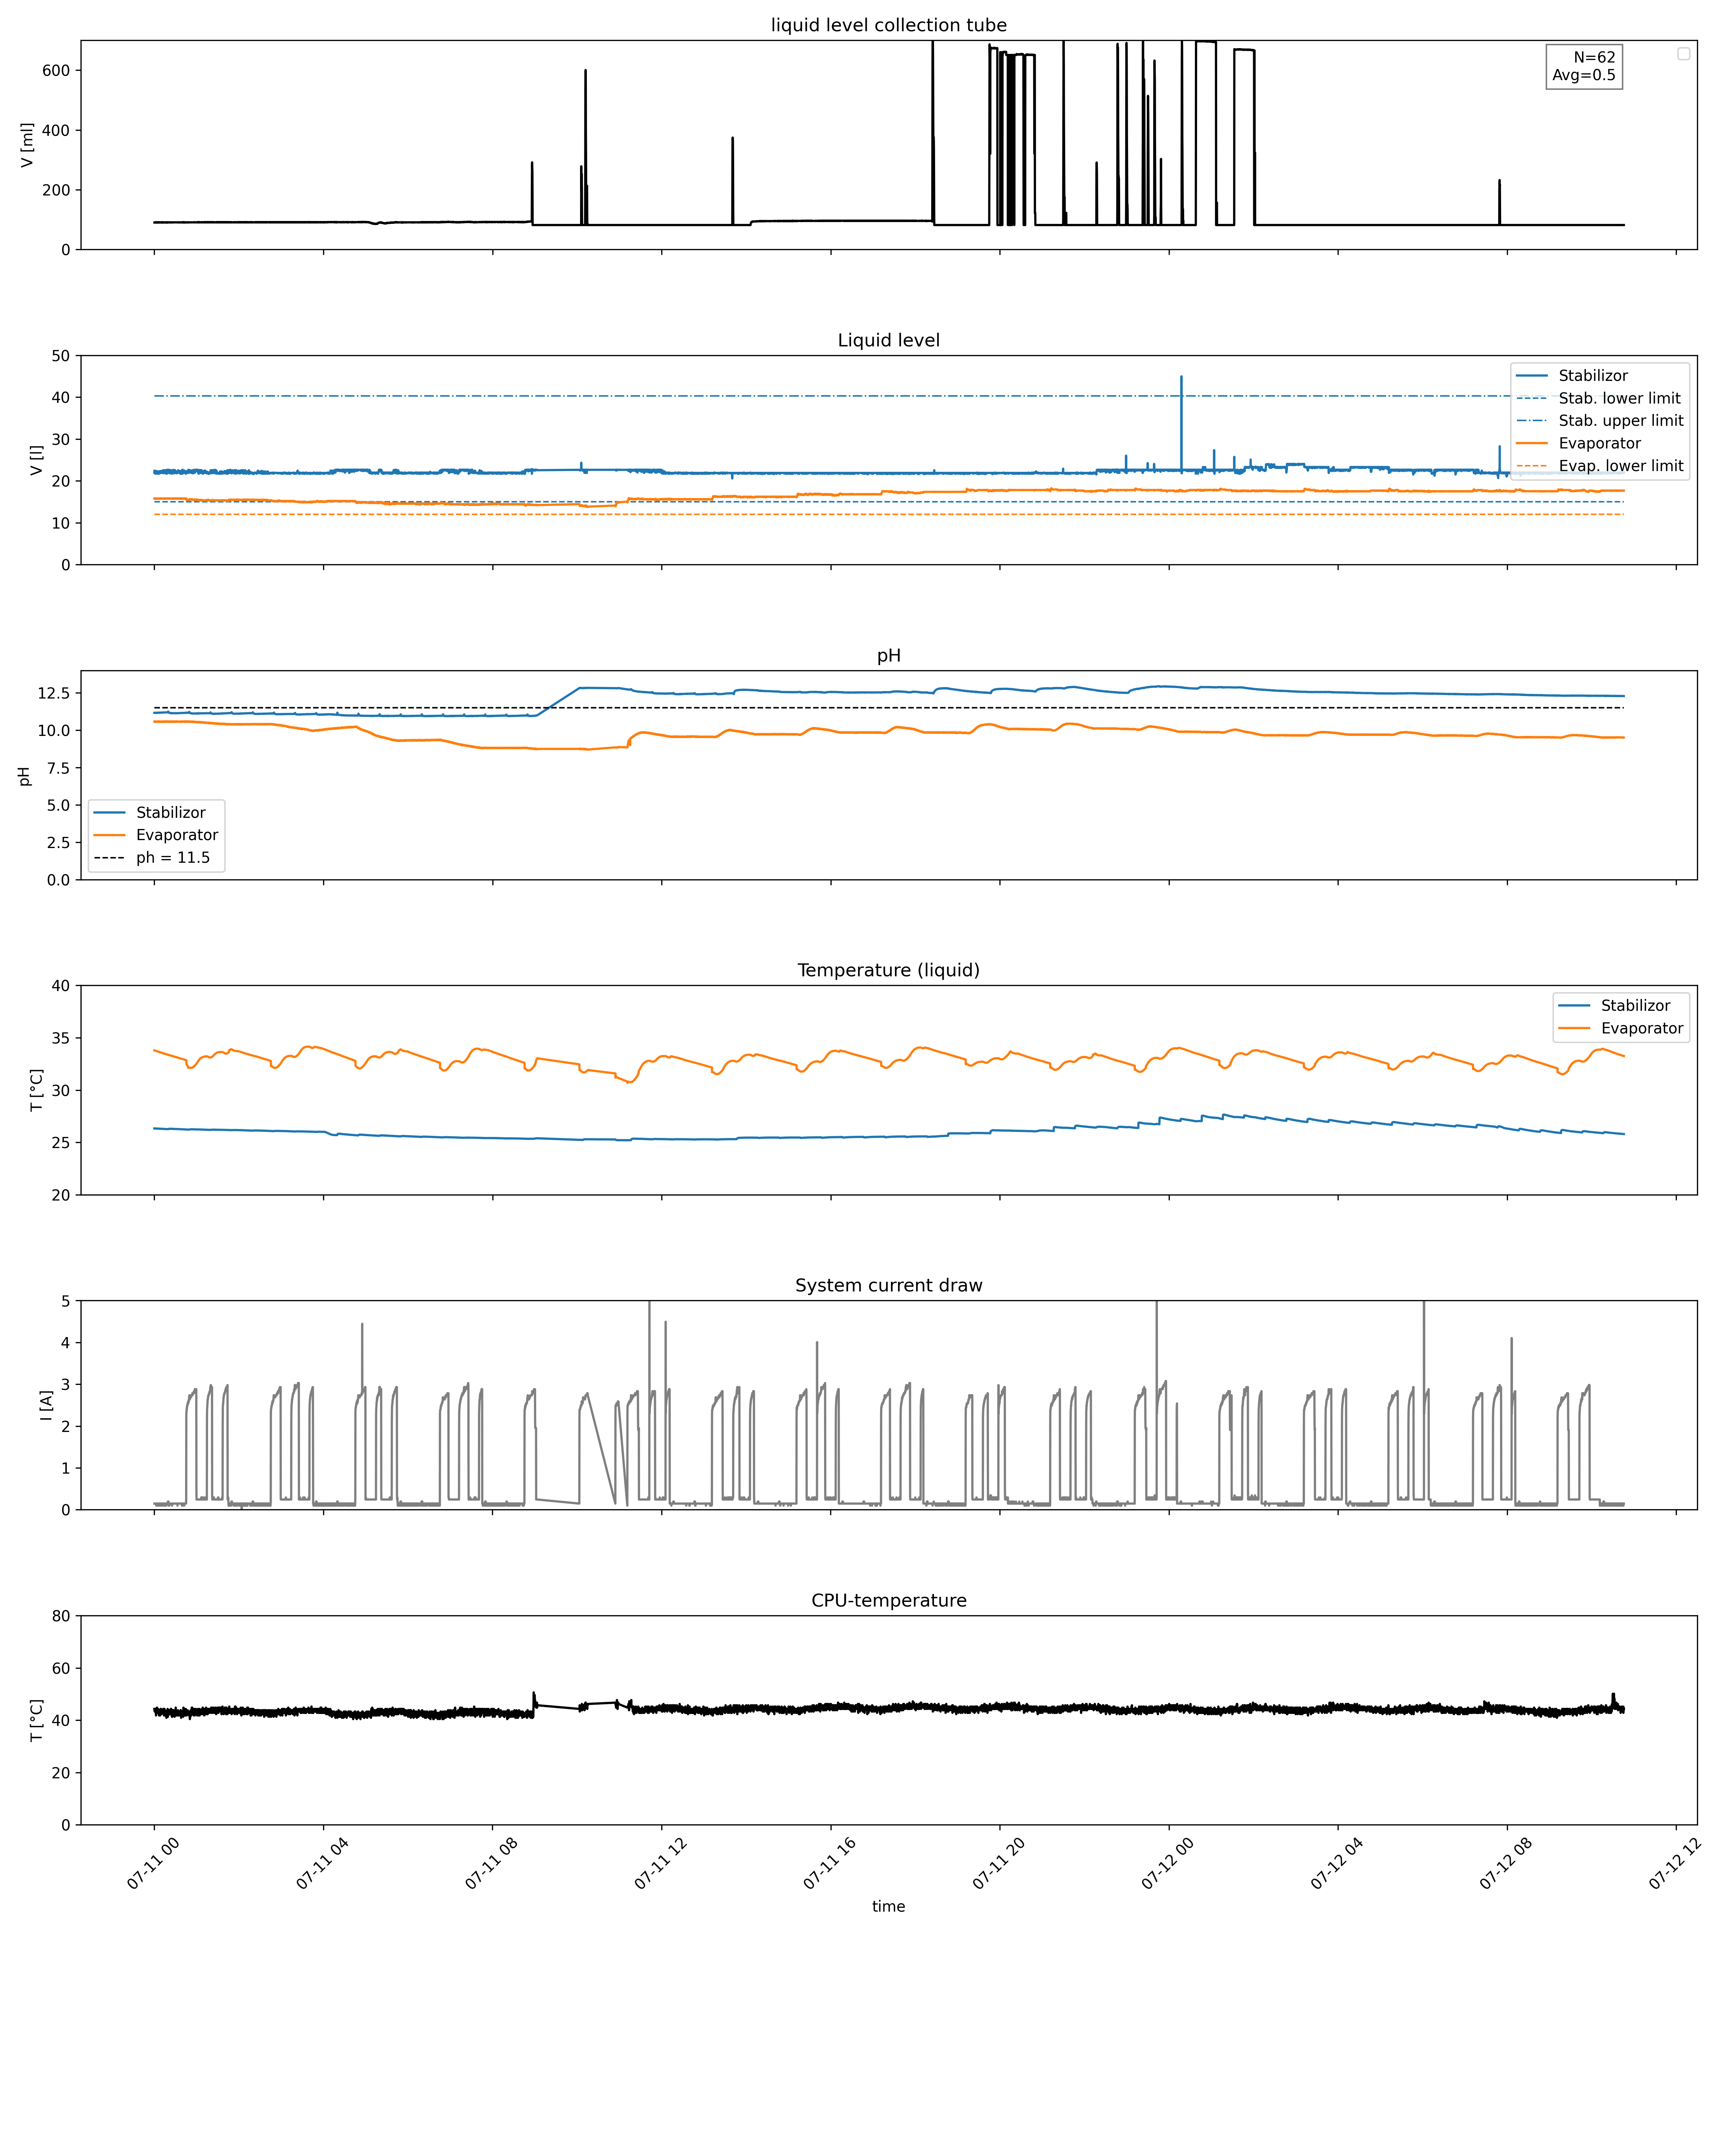 liquid level collection tube
V [ml]
600
400
200
0
N=62
Avg=0.5
Liquid level
V [l]
50
40
30
20
10
0
Stabilizor
Stab. lower limit
Stab. upper limit
Evaporator
Evap. lower limit
pH
pH
12.5
10.0
7.5
5.0
2.5
0.0
Stabilizor
Evaporator
ph = 11.5
Temperature (liquid)
T [°C]
40
35
30
25
20
Stabilizor
Evaporator
System current draw
I [A]
5
4
3
2
1
0
CPU-temperature
T [°C]
80
60
40
20
0
07-11 00
07-11 04
07-11 08
07-11 12
07-11 16
07-11 20
07-12 00
07-12 04
07-12 08
07-12 12
time